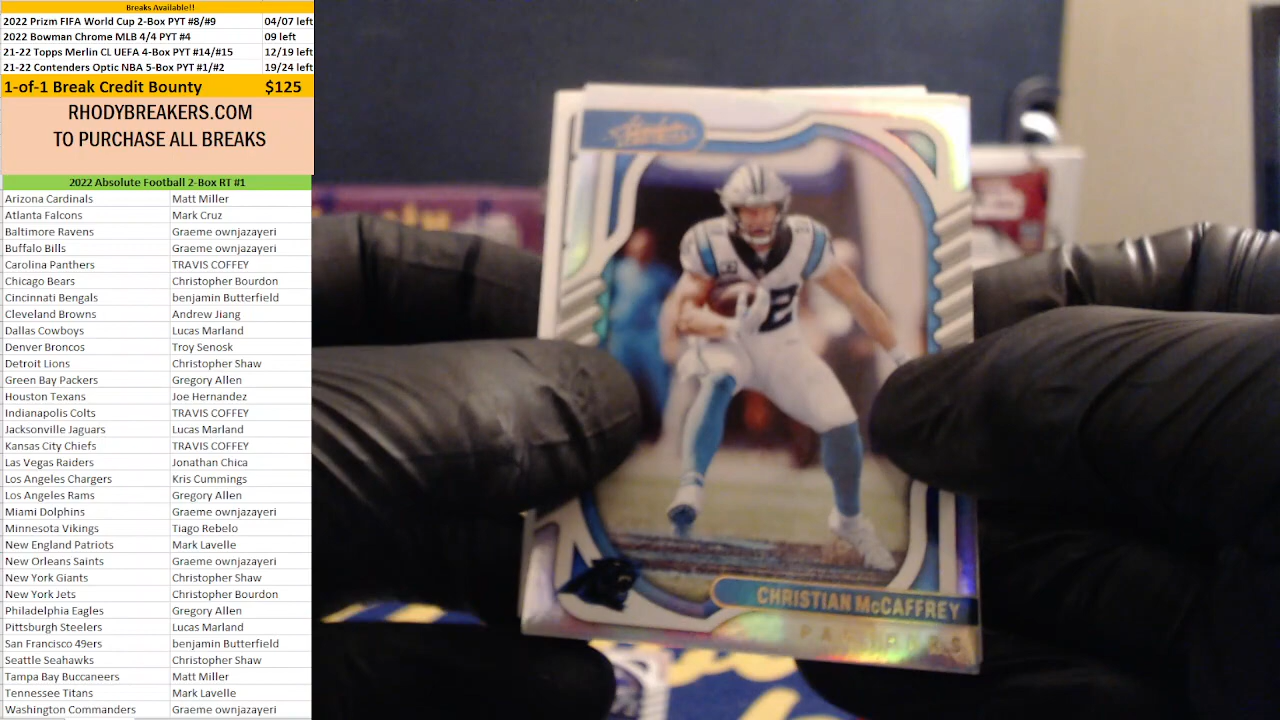 Breaks Available!!
2022 Prizm FIFA World Cup 2-Box PYT #8/#9 04/07 left
2022 Bowman Chrome MLB 4/4 PYT #4 09 left
21-22 Topps Merlin CL UEFA 4-Box PYT #14/#15 12/19 left
21-22 Contenders Optic NBA 5-Box PYT #1/#2 19/24 left
1-of-1 Break Credit Bounty $125
RHODYBREAKERS.COM
TO PURCHASE ALL BREAKS
2022 Absolute Football 2-Box RT #1
Arizona Cardinals Matt Miller
Atlanta Falcons Mark Cruz
Baltimore Ravens Graeme ownjazayeri
Buffalo Bills Graeme ownjazayeri
Carolina Panthers TRAVIS COFFEY
Chicago Bears Christopher Bourdon
Cincinnati Bengals benjamin Butterfield
Cleveland Browns Andrew Jiang
Dallas Cowboys Lucas Marland
Denver Broncos Troy Senosk
Detroit Lions Christopher Shaw
Green Bay Packers Gregory Allen
Houston Texans Joe Hernandez
Indianapolis Colts TRAVIS COFFEY
Jacksonville Jaguars Lucas Marland
Kansas City Chiefs TRAVIS COFFEY
Las Vegas Raiders Jonathan Chica
Los Angeles Chargers Kris Cummings
Los Angeles Rams Gregory Allen
Miami Dolphins Graeme ownjazayeri
Minnesota Vikings Tiago Rebelo
New England Patriots Mark Lavelle
New Orleans Saints Graeme ownjazayeri
New York Giants Christopher Shaw
New York Jets Christopher Bourdon
Philadelphia Eagles Gregory Allen
Pittsburgh Steelers Lucas Marland
San Francisco 49ers benjamin Butterfield
Seattle Seahawks Christopher Shaw
Tampa Bay Buccaneers Matt Miller
Tennessee Titans Mark Lavelle
Washington Commanders Graeme ownjazayeri
Absolute
CHRISTIAN McCAFFREY
PANTHERS